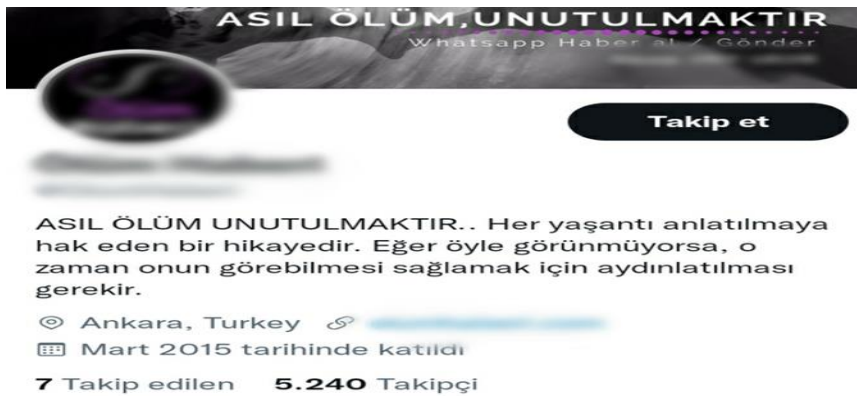 ASIL ÖLÜM,UNUTULMAKTIR
Whatsapp Haber al / Gönder
Takip et
ASIL ÖLÜM UNUTULMAKTIR.. Her yaşantı anlatılmaya
hak eden bir hikayedir. Eğer öyle görünmüyorsa, o
zaman onun görebilmesi sağlamak için aydınlatılması
gerekir.
Ankara, Turkey
Mart 2015 tarihinde katıldı
7 Takip edilen 5.240 Takipçi